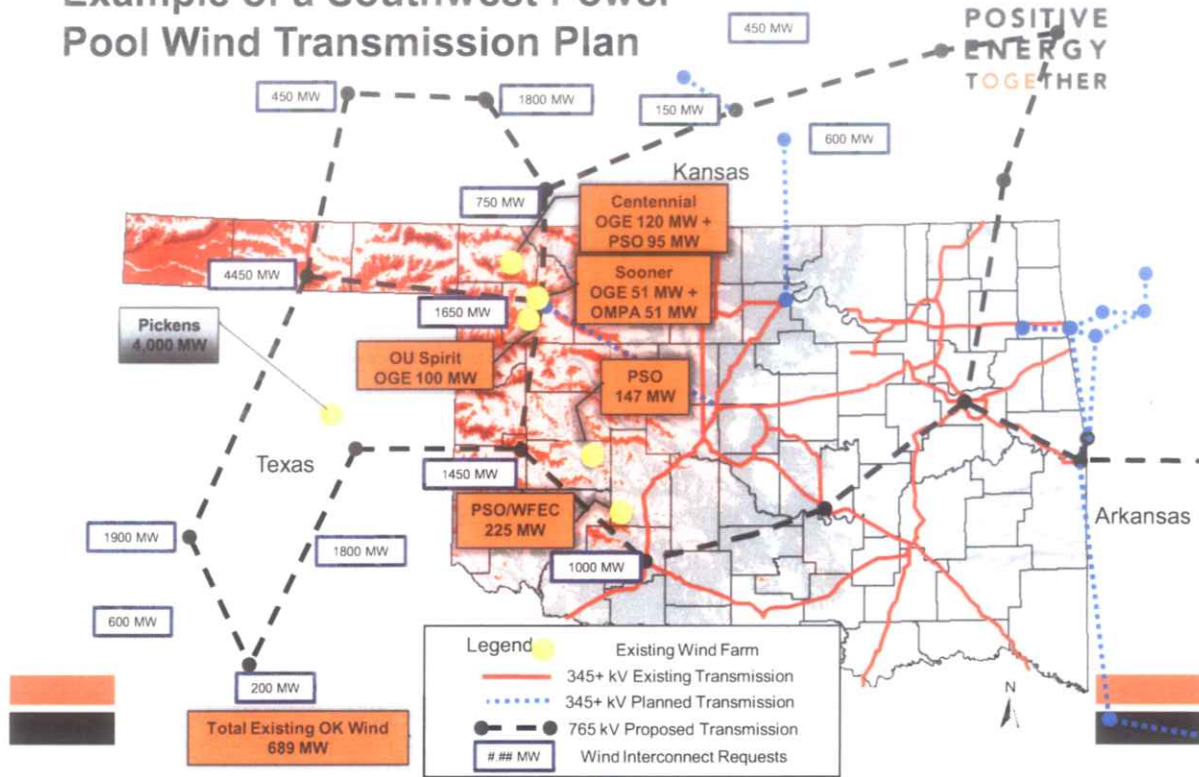 Example of a Southwest Power
Pool Wind Transmission Plan
POSITIVE
ENERGY
TOGETHER
450 MW
450 MW
1800 MW
150 MW
600 MW
Kansas
750 MW
Centennial
OGE 120 MW +
PSO 95 MW
4450 MW
Sooner
OGE 51 MW +
OMPA 51 MW
1650 MW
Pickens
4,000 MW
OU Spirit
OGE 100 MW
PSO
147 MW
Texas
1450 MW
PSO/WFEC
225 MW
Arkansas
1900 MW
1800 MW
1000 MW
600 MW
200 MW
Total Existing OK Wind
689 MW
Legend
Existing Wind Farm
345+ kV Existing Transmission
345+ kV Planned Transmission
765 kV Proposed Transmission
#.## MW Wind Interconnect Requests
N